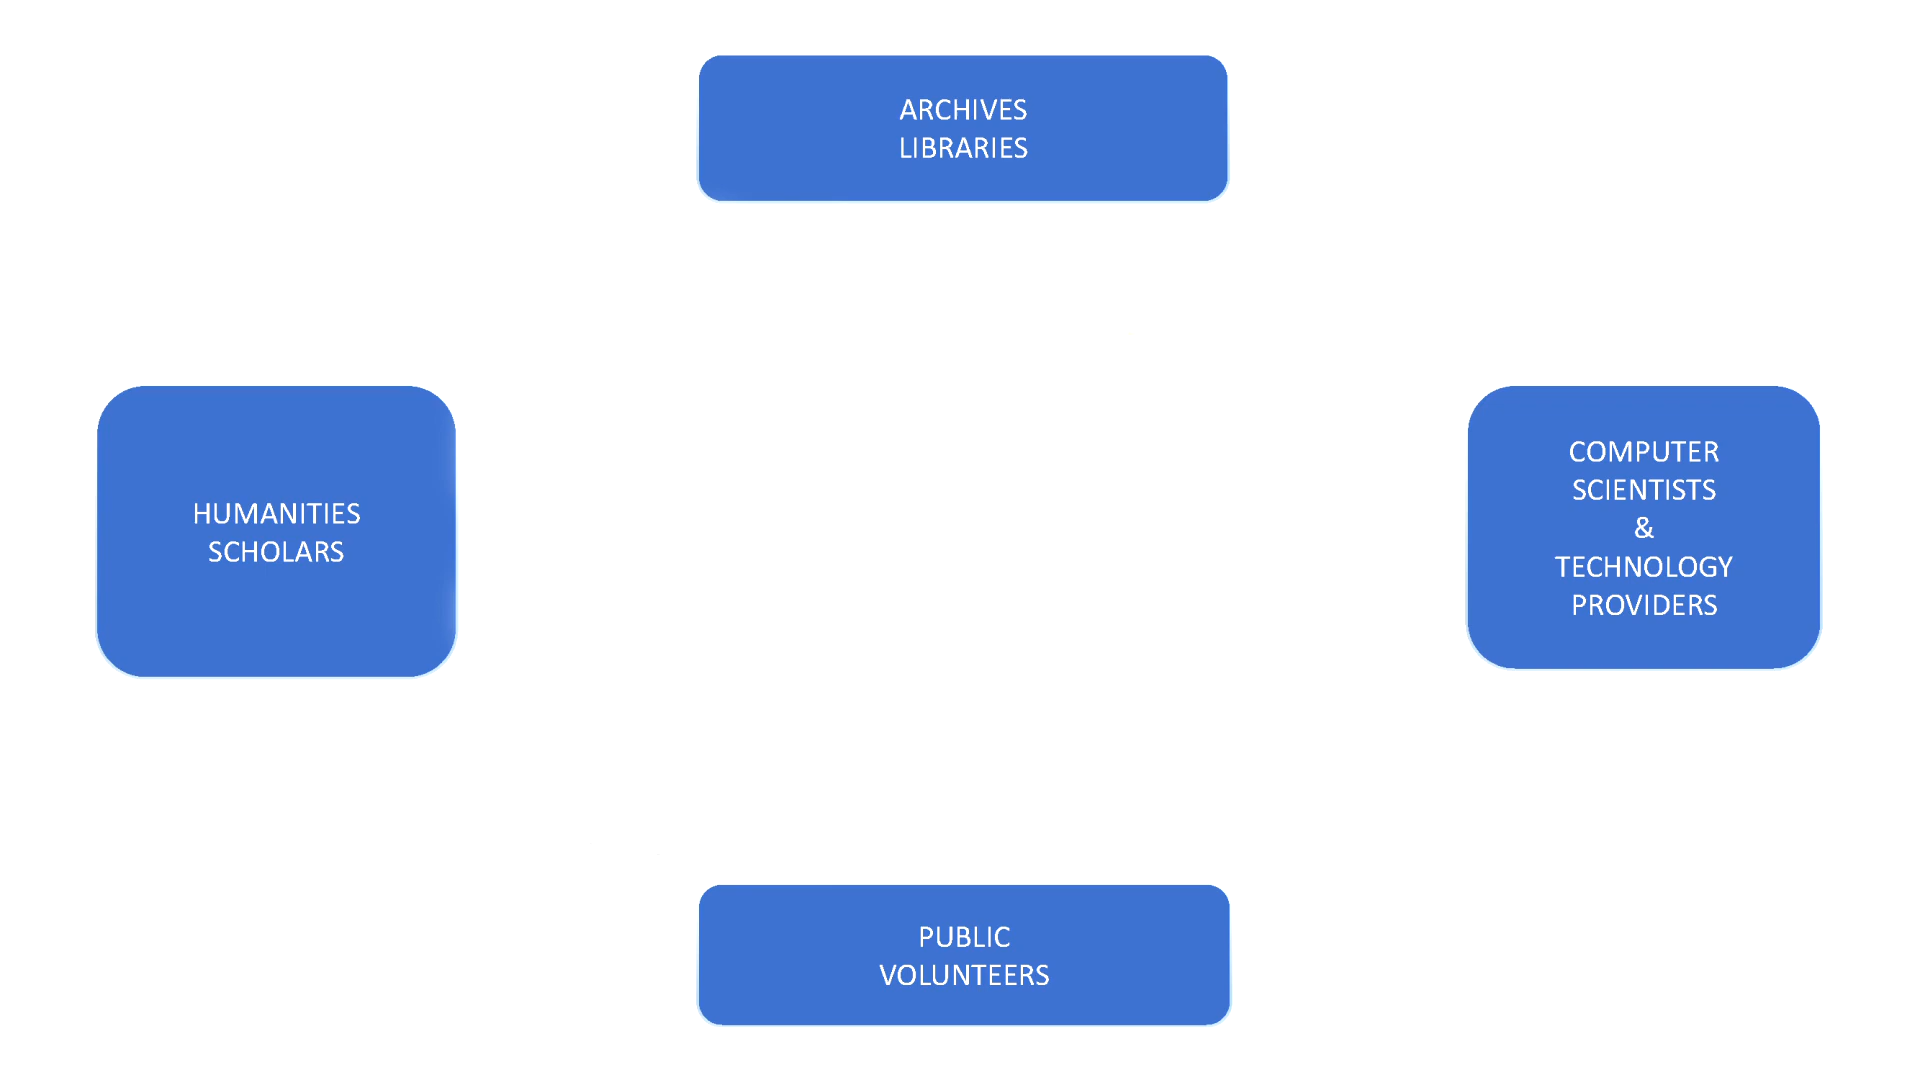 ARCHIVES
LIBRARIES
HUMANITIES
SCHOLARS
COMPUTER
SCIENTISTS
&
TECHNOLOGY
PROVIDERS
PUBLIC
VOLUNTEERS